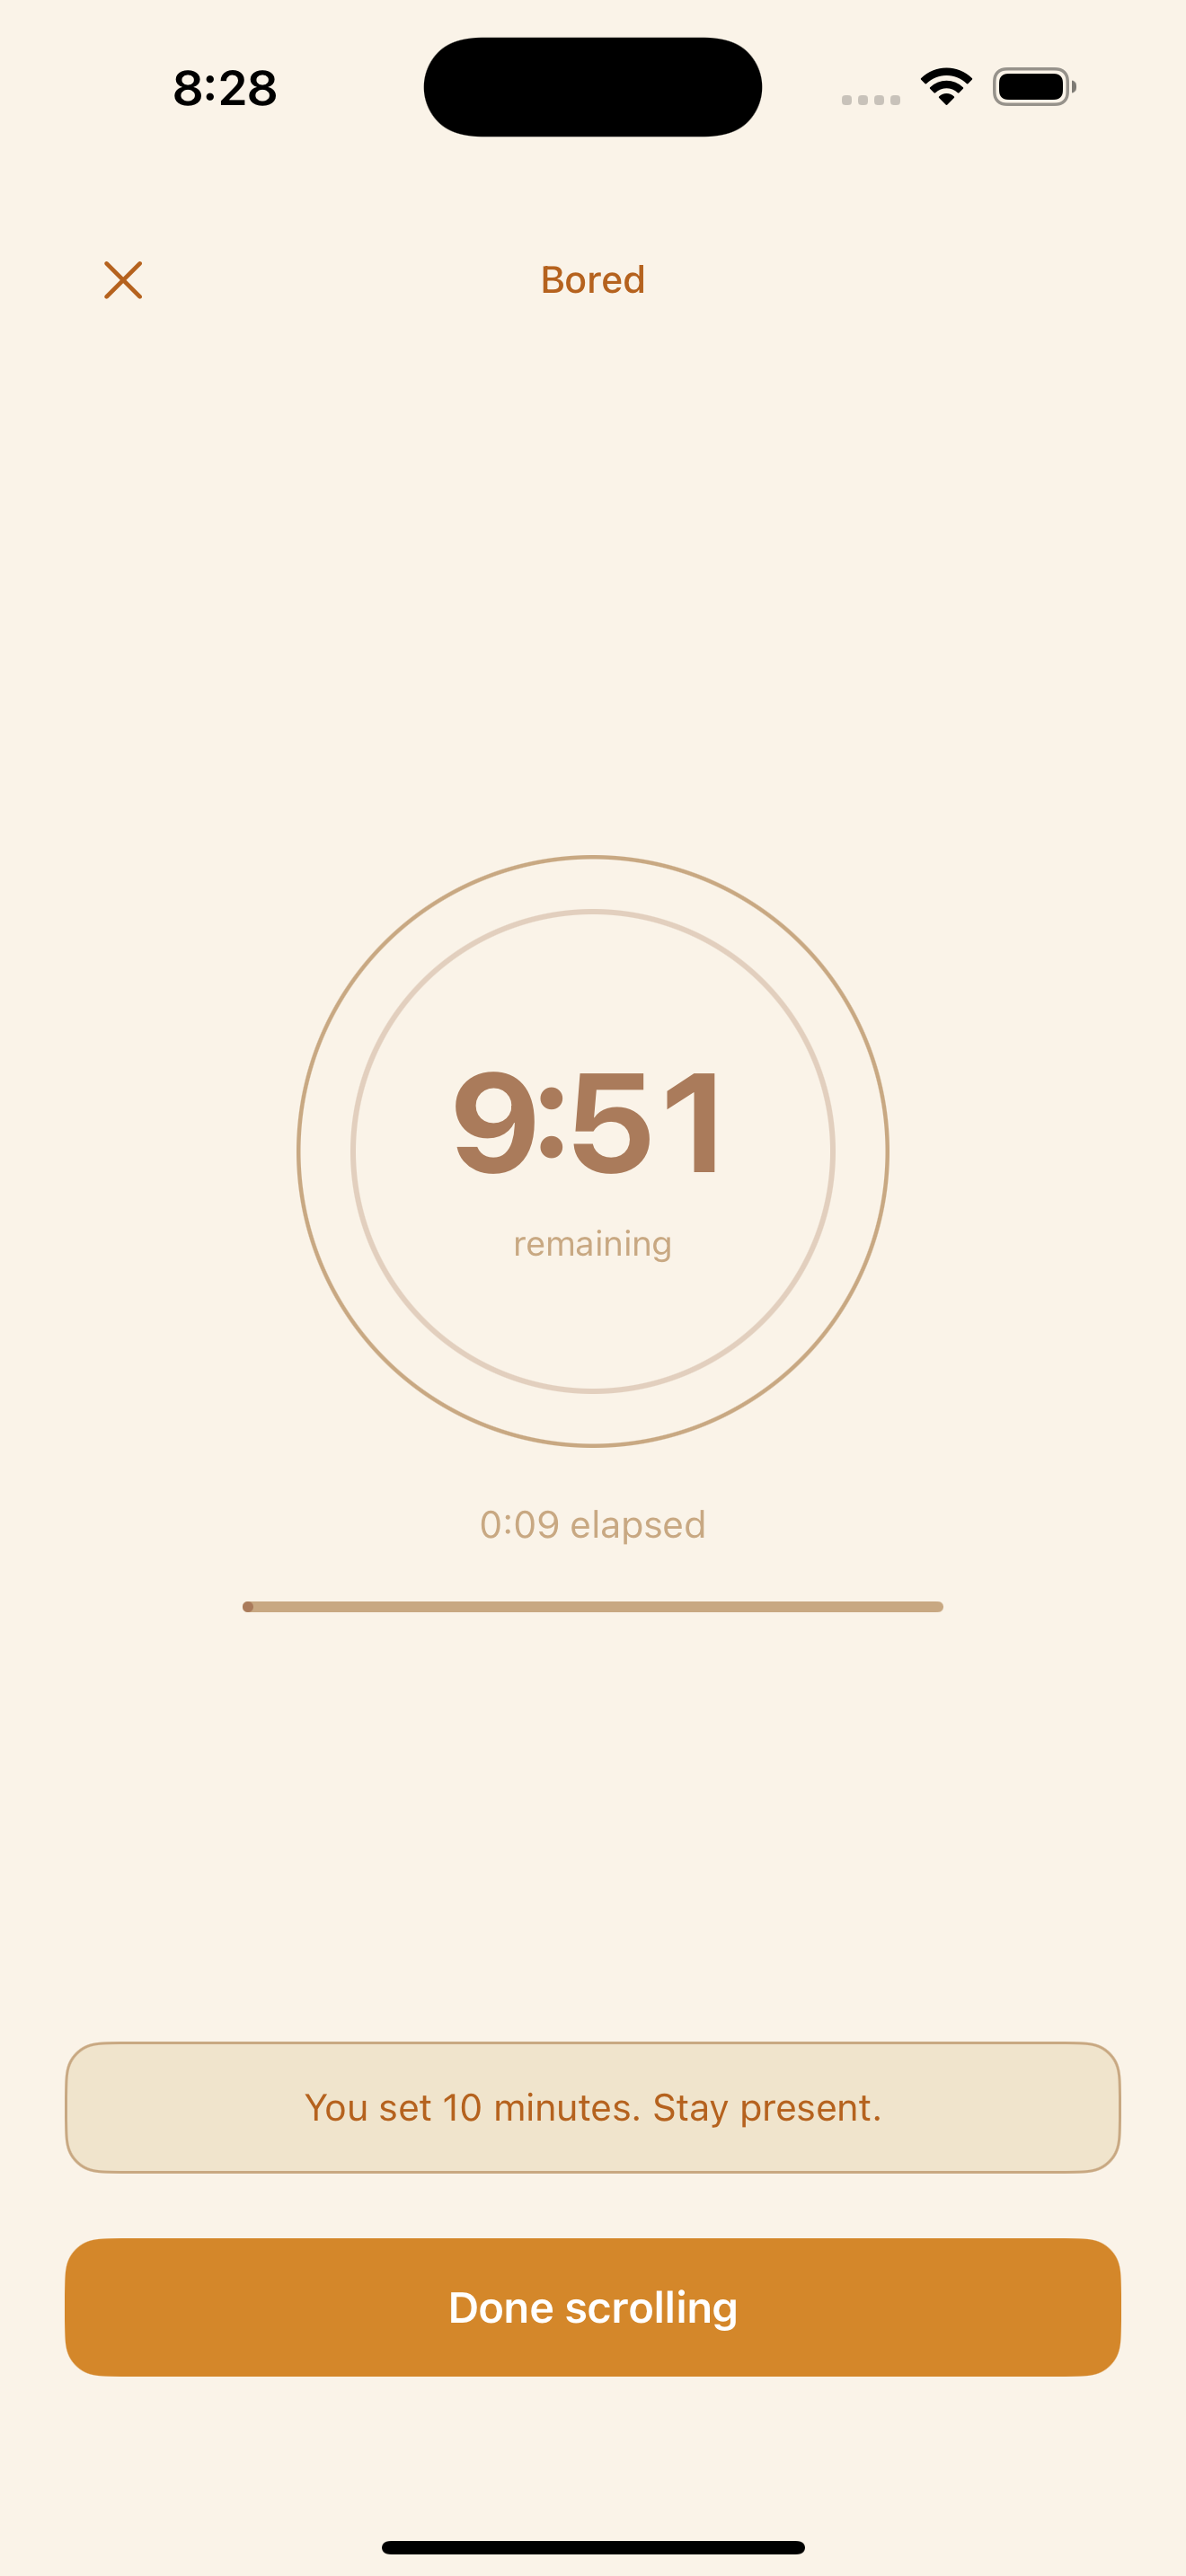 8:28
Bored
9:51
remaining
0:09 elapsed
You set 10 minutes. Stay present.
Done scrolling